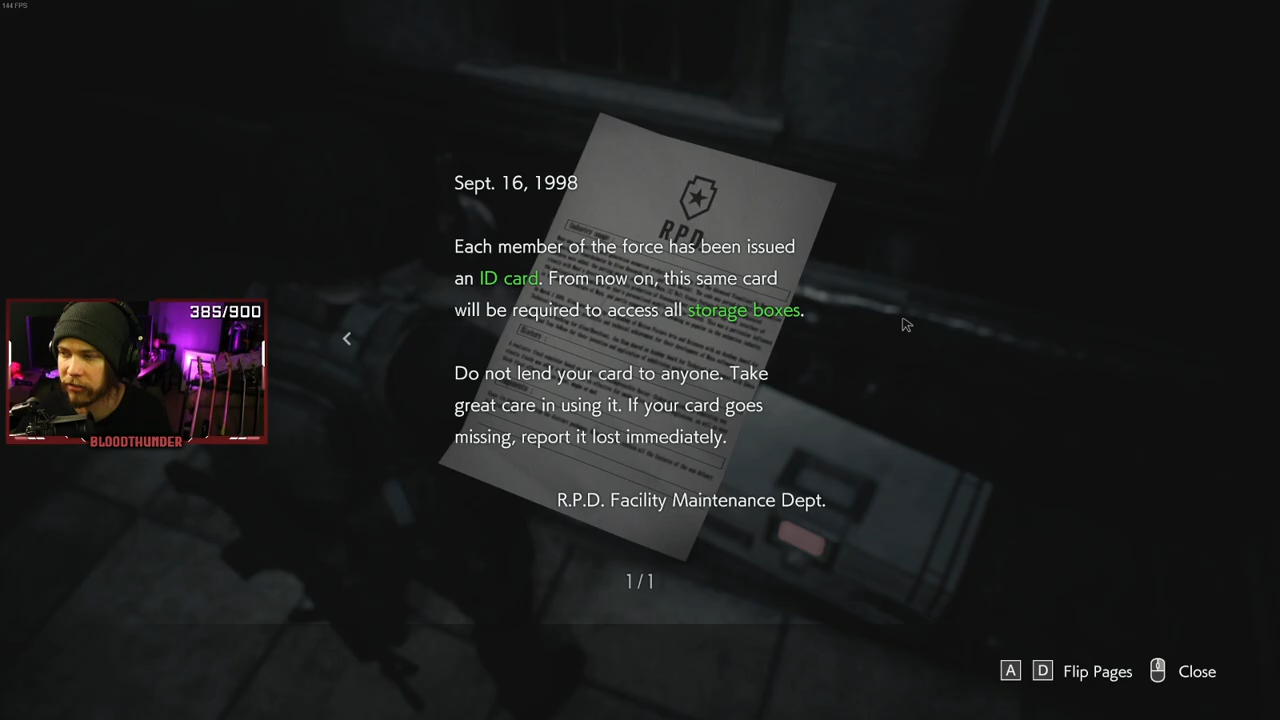 144 FPS
Sept. 16, 1998
R.P.D.
Each member of the force has been issued
an ID card. From now on, this same card
will be required to access all storage boxes.
Do not lend your card to anyone. Take
great care in using it. If your card goes
missing, report it lost immediately.
R.P.D. Facility Maintenance Dept.
1/1
385/900
BLOODTHUNDER
A D Flip Pages Close